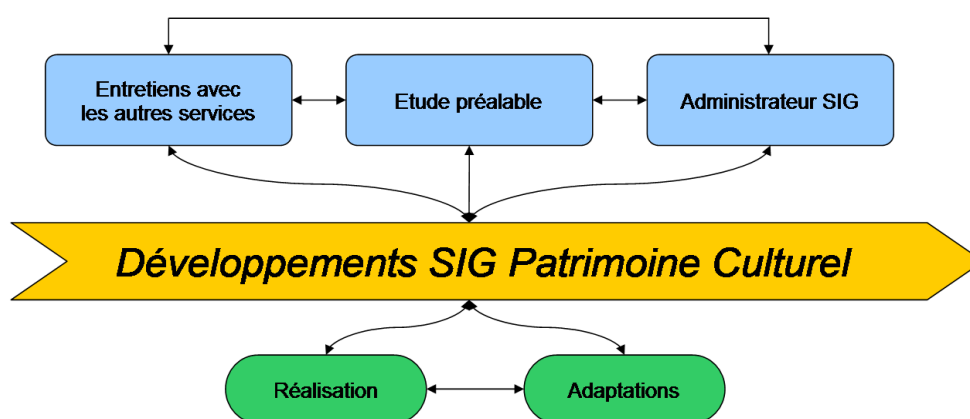 Entretiens avec
les autres services
Etude préalable
Administrateur SIG
Développements SIG Patrimoine Culturel
Réalisation
Adaptations